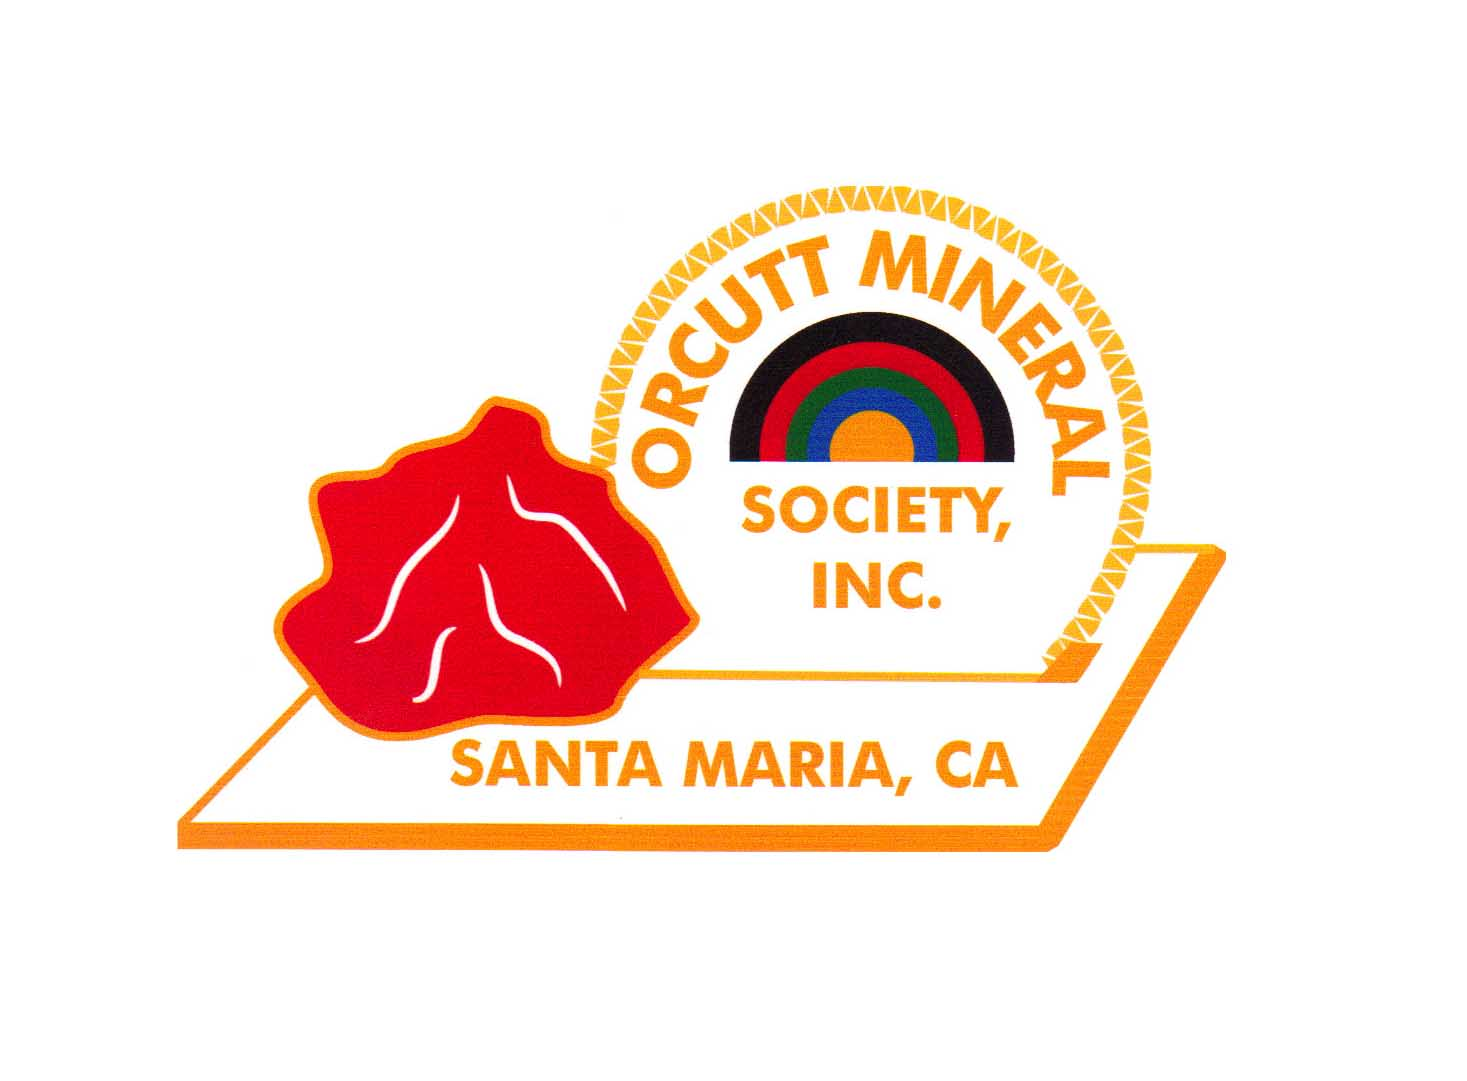 ORCUTT MINERAL
SOCIETY,
INC.
SANTA MARIA, CA